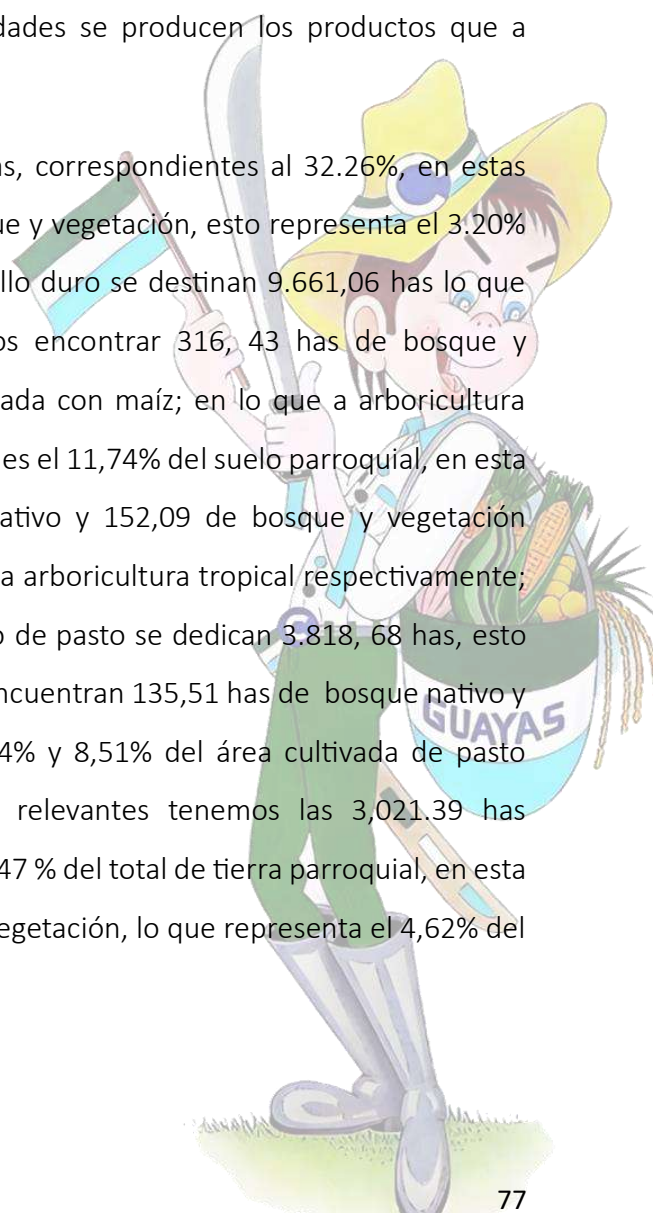 dades se producen los productos que a
as, correspondientes al 32.26%, en estas
ue y vegetación, esto representa el 3.20%
llo duro se destinan 9.661,06 has lo que
os encontrar 316, 43 has de bosque y
ada con maíz; en lo que a arboricultura
es el 11,74% del suelo parroquial, en esta
ativo y 152,09 de bosque y vegetación
a arboricultura tropical respectivamente;
o de pasto se dedican 3.818, 68 has, esto
ncuentran 135,51 has de bosque nativo y
4% y 8,51% del área cultivada de pasto
relevantes tenemos las 3,021.39 has
47 % del total de tierra parroquial, en esta
egetación, lo que representa el 4,62% del
GUAYAS
77